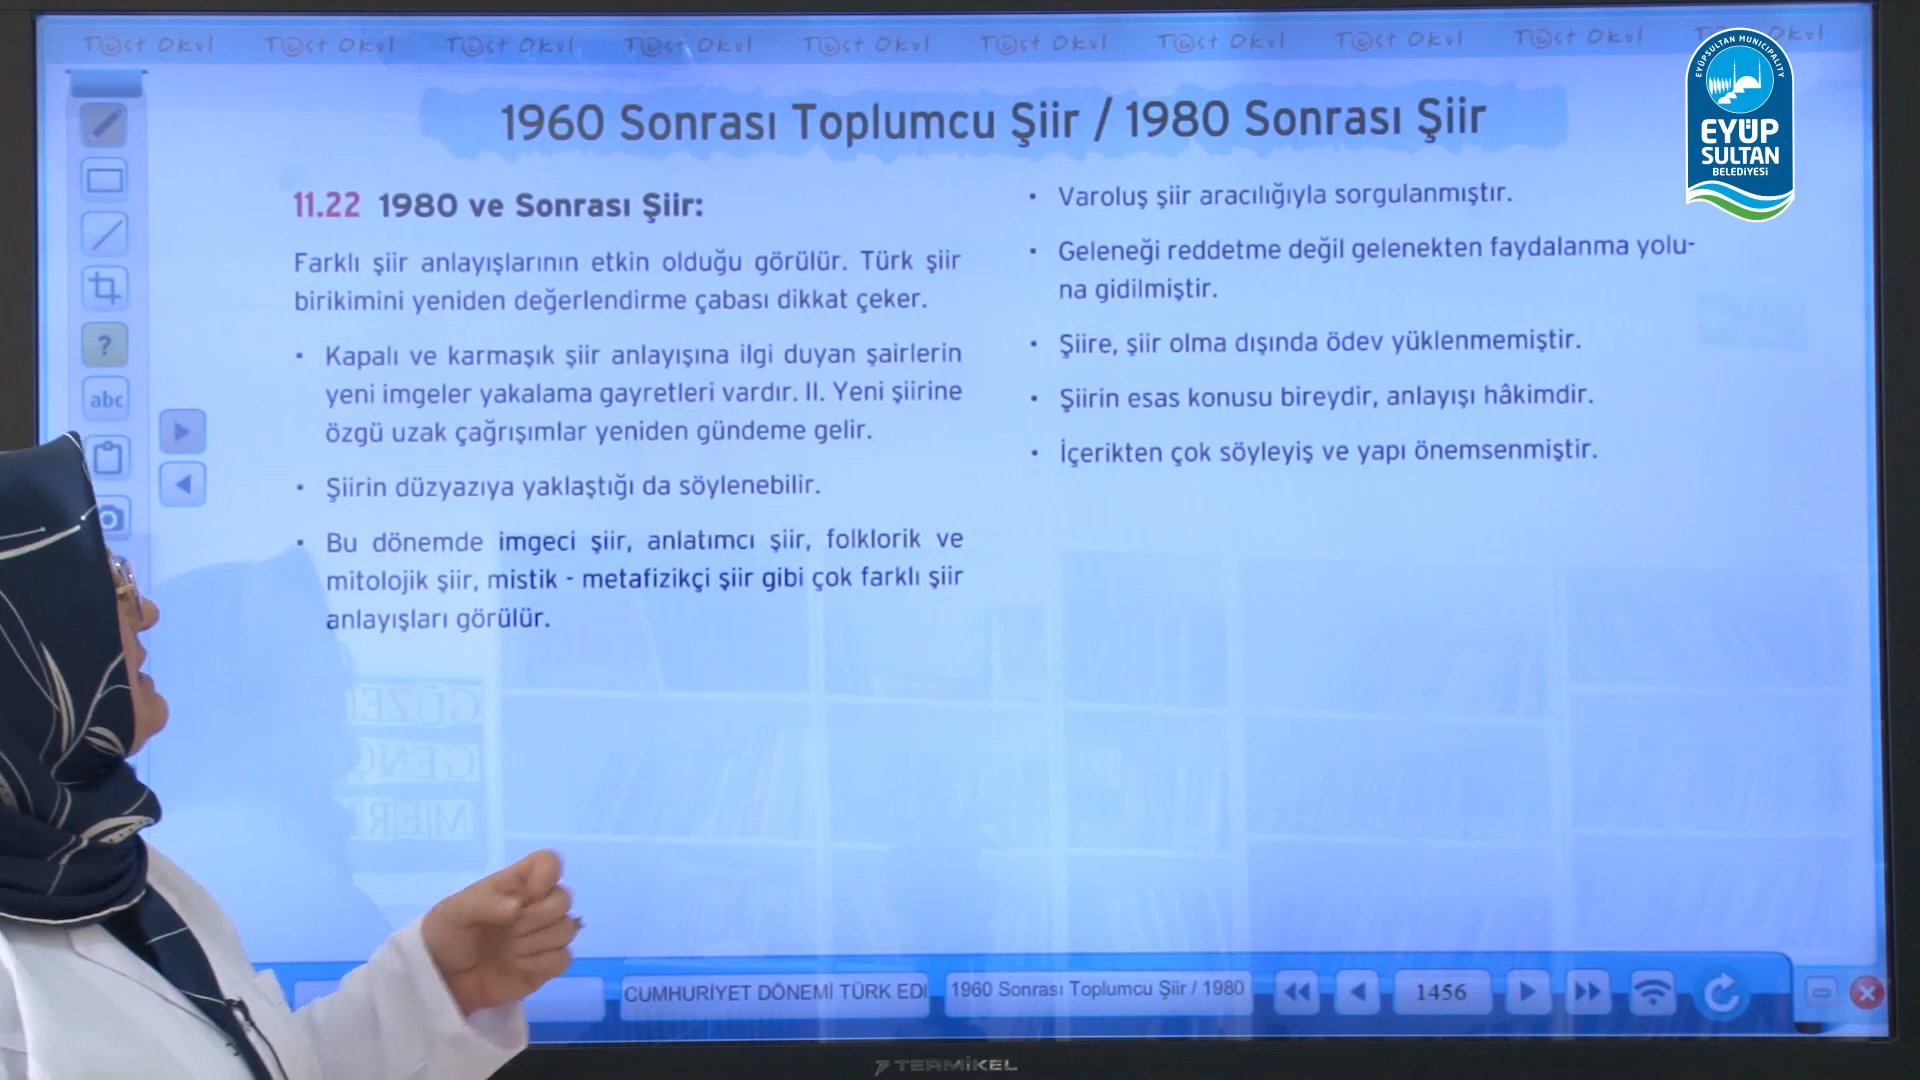 Test Okul Test Okul Test Okul Test Okul Test Okul Test Okul Test Okul Test Okul Test Okul Test Okul
EYÜPSULTAN MUNICIPALITY
EYÜP
SULTAN
BELEDİYESİ
1960 Sonrası Toplumcu Şiir / 1980 Sonrası Şiir
11.22 1980 ve Sonrası Şiir:
Farklı şiir anlayışlarının etkin olduğu görülür. Türk şiir
birikimini yeniden değerlendirme çabası dikkat çeker.
• Kapalı ve karmaşık şiir anlayışına ilgi duyan şairlerin
yeni imgeler yakalama gayretleri vardır. II. Yeni şiirine
özgü uzak çağrışımlar yeniden gündeme gelir.
• Şiirin düzyazıya yaklaştığı da söylenebilir.
• Bu dönemde imgeci şiir, anlatımcı şiir, folklorik ve
mitolojik şiir, mistik - metafizikçi şiir gibi çok farklı şiir
anlayışları görülür.
• Varoluş şiir aracılığıyla sorgulanmıştır.
• Geleneği reddetme değil gelenekten faydalanma yolu-
na gidilmiştir.
• Şiire, şiir olma dışında ödev yüklenmemiştir.
• Şiirin esas konusu bireydir, anlayışı hâkimdir.
• İçerikten çok söyleyiş ve yapı önemsenmiştir.
?
abc
CUMHURİYET DÖNEMİ TÜRK EDI
1960 Sonrası Toplumcu Şiir / 1980
1456
TERMİKEL